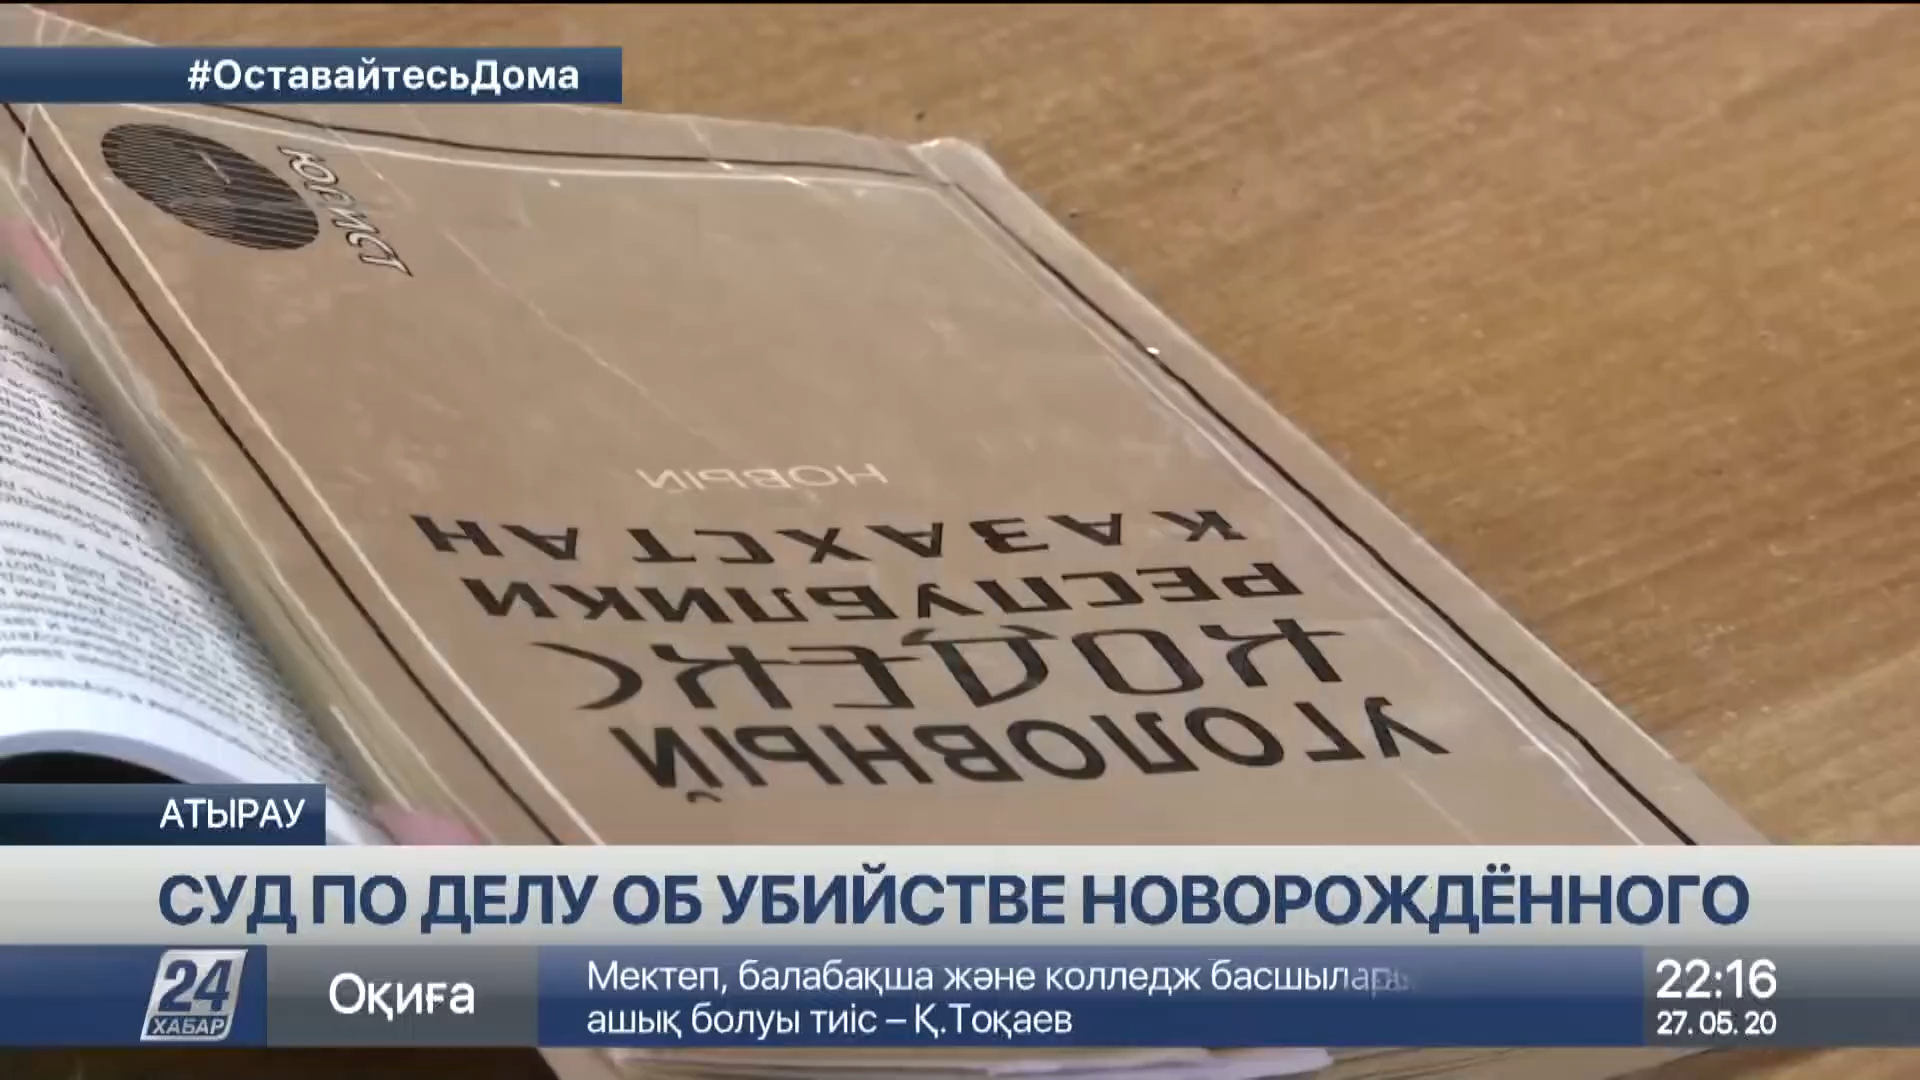 #ОставайтесьДома
ЮРИСТ
НОВЫЙ
КАЗАХСТАН
РЕСПУБЛИКИ
КОДЕКС
УГОЛОВНЫЙ
АТЫРАУ
СУД ПО ДЕЛУ ОБ УБИЙСТВЕ НОВОРОЖДЁННОГО
24
ХАБАР
Оқиға
Мектеп, балабақша және колледж басшылары
ашық болуы тиіс – Қ.Тоқаев
22:16
27. 05. 20